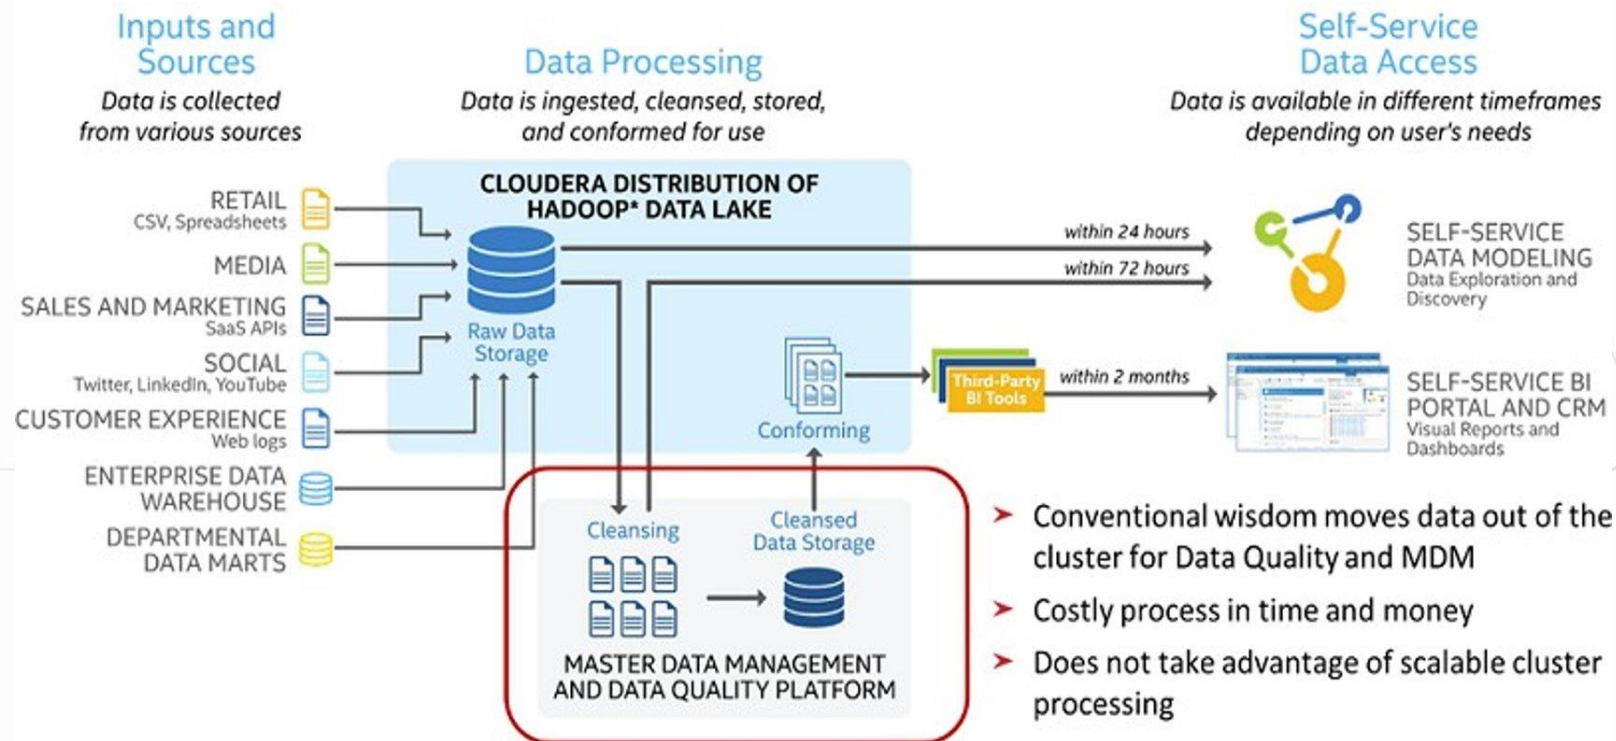 Inputs and
Sources
Data is collected
from various sources
Data Processing
Data is ingested, cleansed, stored,
and conformed for use
Self-Service
Data Access
Data is available in different timeframes
depending on user's needs
RETAIL
CSV, Spreadsheets
MEDIA
SALES AND MARKETING
SaaS APIs
SOCIAL
Twitter, LinkedIn, YouTube
CUSTOMER EXPERIENCE
Web logs
ENTERPRISE DATA
WAREHOUSE
DEPARTMENTAL
DATA MARTS
CLOUDERA DISTRIBUTION OF
HADOOP* DATA LAKE
Raw Data
Storage
within 24 hours
within 72 hours
Conforming
Third-Party
BI Tools
within 2 months
SELF-SERVICE
DATA MODELING
Data Exploration and
Discovery
SELF-SERVICE BI
PORTAL AND CRM
Visual Reports and
Dashboards
Cleansing
Cleansed
Data Storage
MASTER DATA MANAGEMENT
AND DATA QUALITY PLATFORM
➤ Conventional wisdom moves data out of the
cluster for Data Quality and MDM
➤ Costly process in time and money
➤ Does not take advantage of scalable cluster
processing